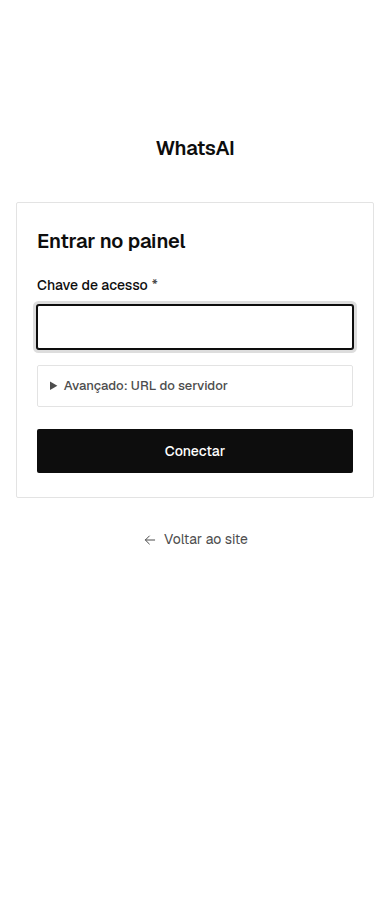 WhatsAI
Entrar no painel
Chave de acesso *
▶ Avançado: URL do servidor
Conectar
← Voltar ao site